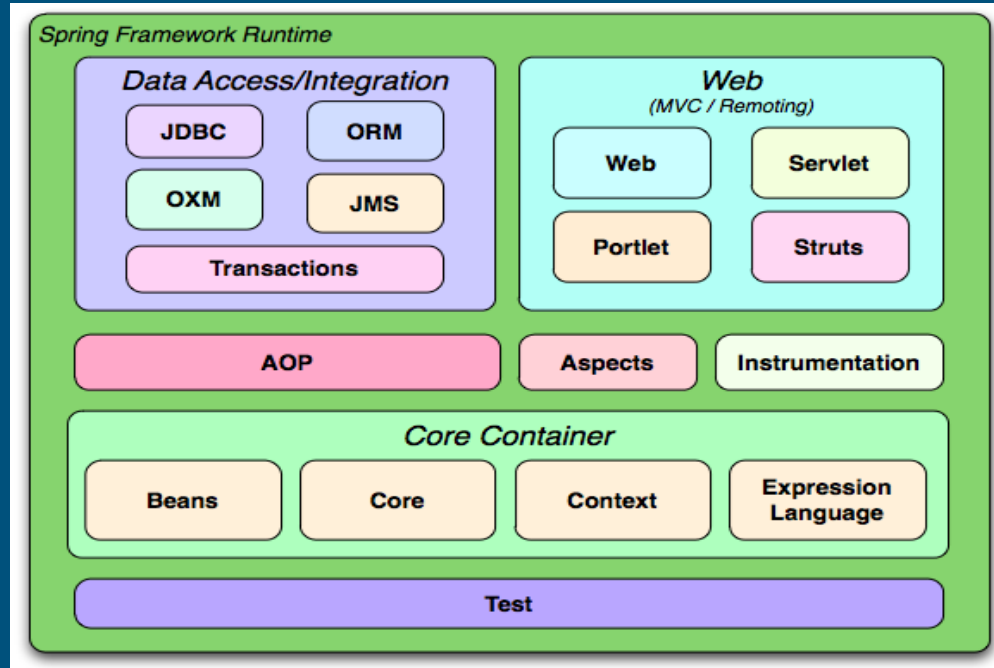 Spring Framework Runtime
Data Access/Integration
JDBC
ORM
OXM
JMS
Transactions
Web
(MVC / Remoting)
Web
Servlet
Portlet
Struts
AOP
Aspects
Instrumentation
Core Container
Beans
Core
Context
Expression
Language
Test